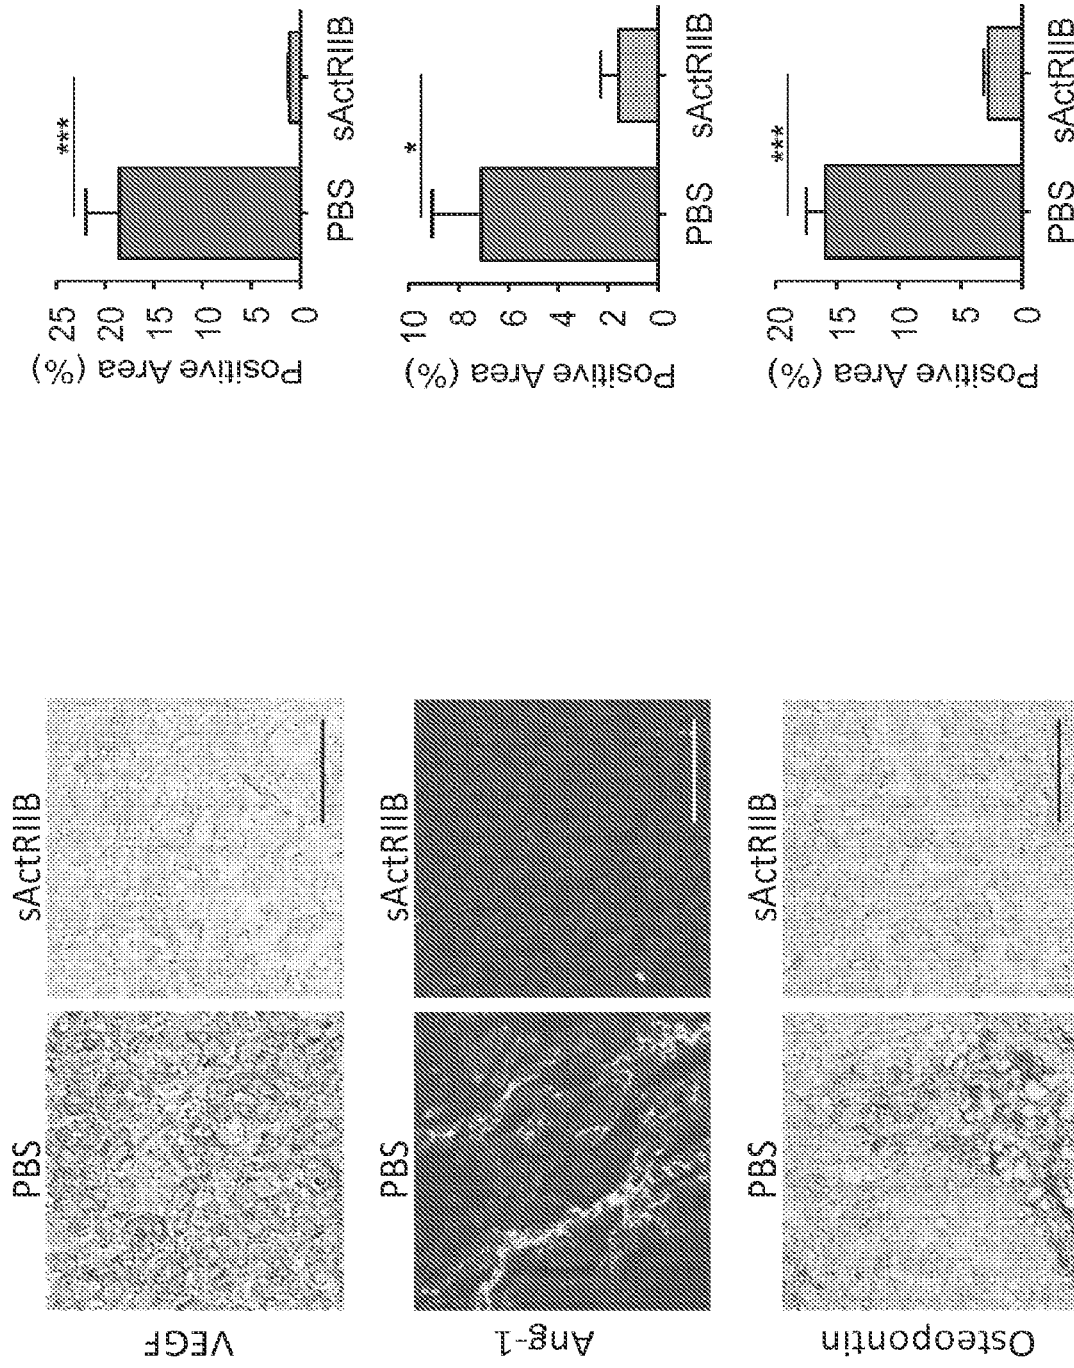 VEGF
PBS
sActRIIB
Positive Area (%)
25
20
15
10
5
0
***
PBS
sActRIIB
Ang-1
PBS
sActRIIB
Positive Area (%)
10
8
6
4
2
0
*
PBS
sActRIIB
Osteopontin
PBS
sActRIIB
Positive Area (%)
20
15
10
5
0
***
PBS
sActRIIB